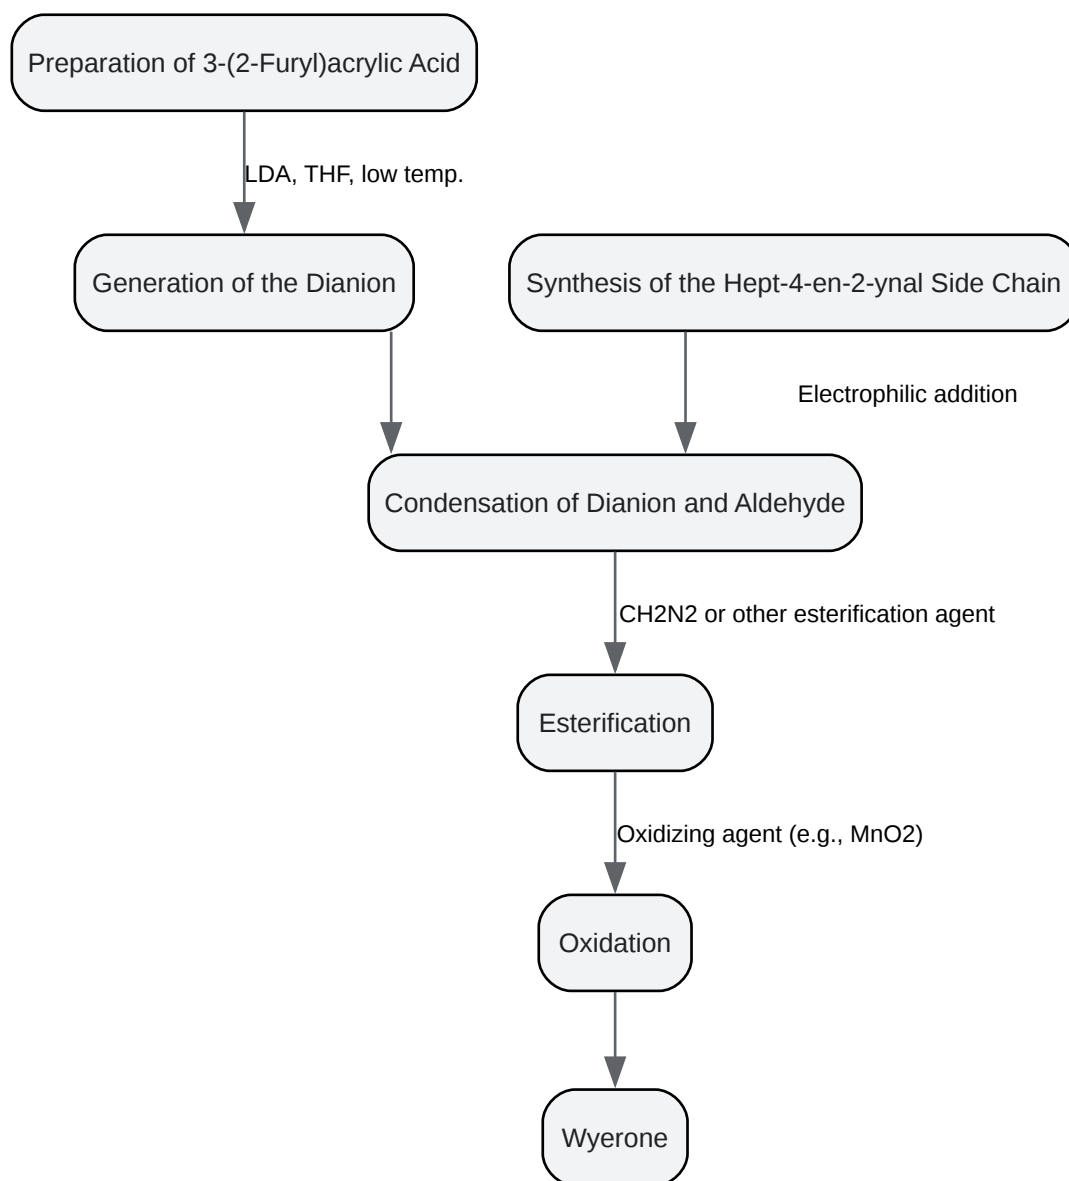 Preparation of 3-(2-Furyl)acrylic Acid
LDA, THF, low temp.
Generation of the Dianion
Synthesis of the Hept-4-en-2-ynal Side Chain
Electrophilic addition
Condensation of Dianion and Aldehyde
CH2N2 or other esterification agent
Esterification
Oxidizing agent (e.g., MnO2)
Oxidation
Wyerone